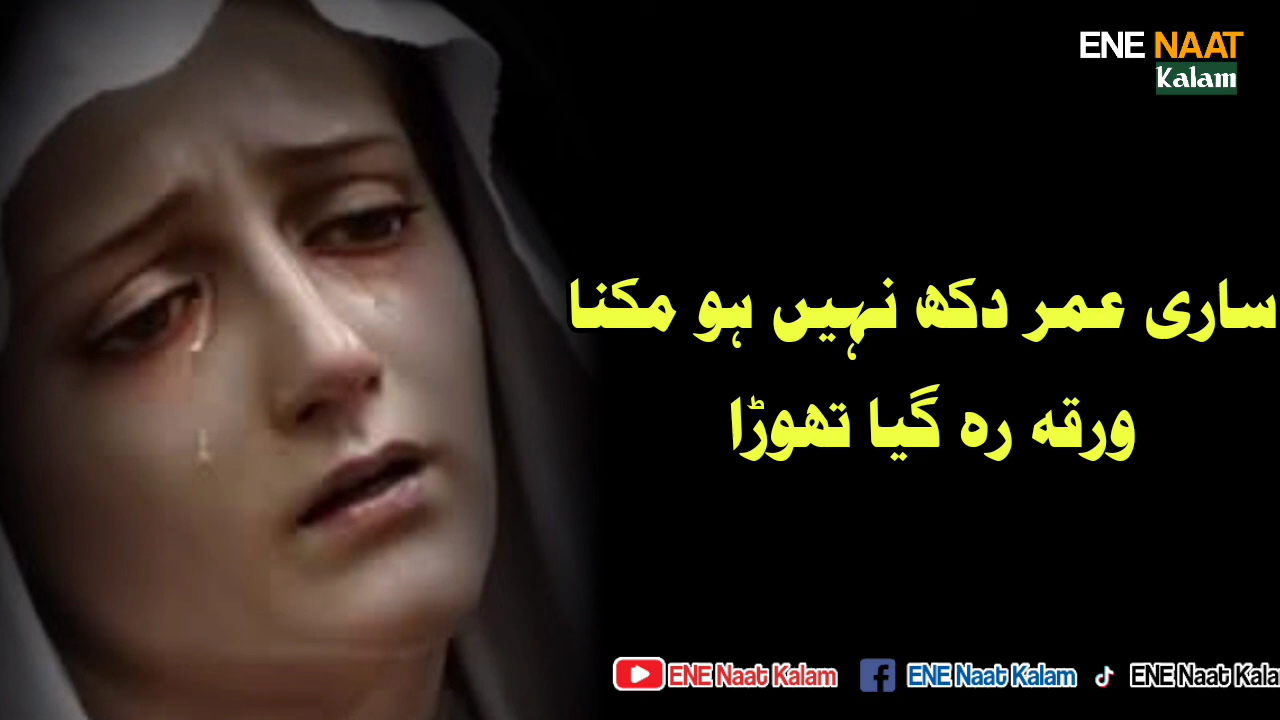 ENE NAAT
Kalam
ساری عمر دکھ نہیں ہو مکنا
ورقہ رہ گیا تھوڑا
ENE Naat Kalam ENE Naat Kalam ENE Naat Kala